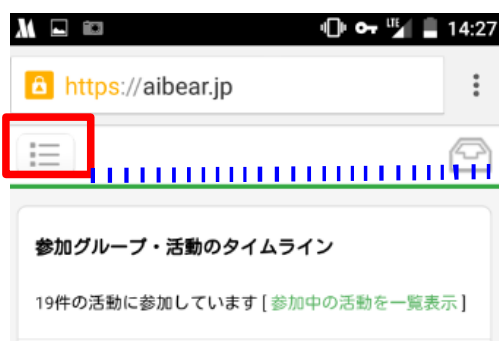 LTE 14:27
https://aibear.jp
参加グループ・活動のタイムライン
19件の活動に参加しています [ 参加中の活動を一覧表示 ]